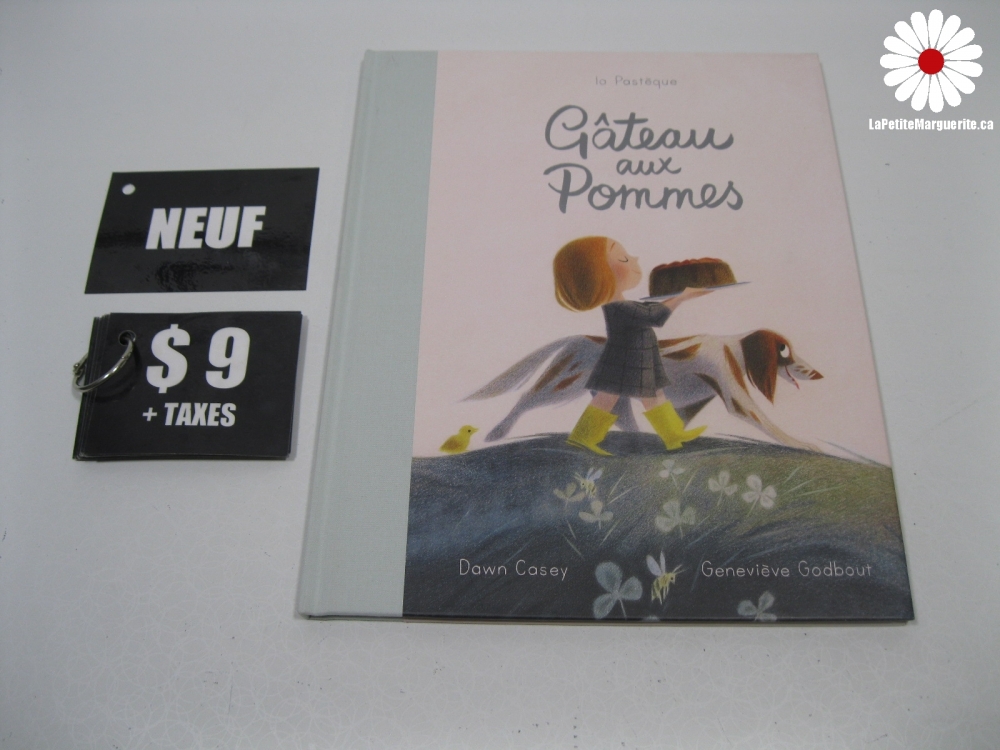 LaPetiteMarguerite.ca
la Pastèque
Gâteau
aux
Pommes
NEUF
$ 9
+ TAXES
Dawn Casey
Geneviève Godbout